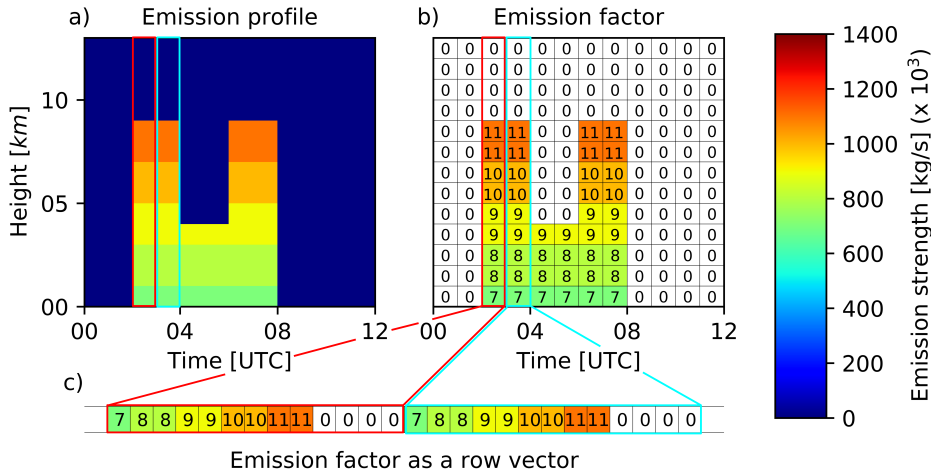 a) Emission profile
b) Emission factor
Height [km]
10
05
00
00 04 08 12
Time [UTC]
0 0 0 0 0 0 0 0 0 0 0 0
0 0 0 0 0 0 0 0 0 0 0 0
0 0 0 0 0 0 0 0 0 0 0 0
0 0 0 0 0 0 0 0 0 0 0 0
0 0 11 11 0 0 11 11 0 0 0 0
0 0 11 11 0 0 11 11 0 0 0 0
0 0 10 10 0 0 10 10 0 0 0 0
0 0 10 10 0 0 10 10 0 0 0 0
0 0 9 9 0 0 9 9 0 0 0 0
0 0 9 9 9 9 9 9 0 0 0 0
0 0 8 8 8 8 8 8 0 0 0 0
0 0 8 8 8 8 8 8 0 0 0 0
0 0 7 7 7 7 7 7 0 0 0 0
00 04 08 12
Time [UTC]
1400
1200
1000
800
600
400
200
0
Emission strength [kg/s] (x 10³)
c)
7 8 8 9 9 10 10 11 11 0 0 0 0 7 8 8 9 9 10 10 11 11 0 0 0 0
Emission factor as a row vector